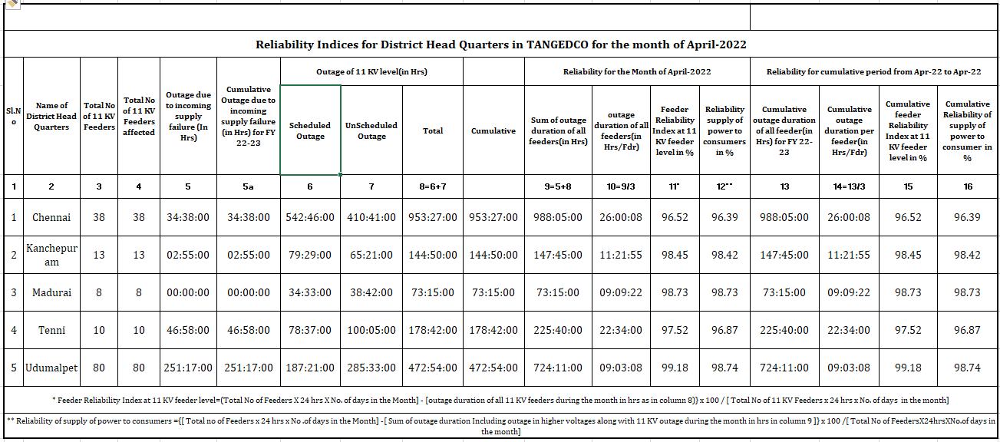 Reliability Indices for District Head Quarters in TANGEDCO for the month of April-2022
Sl.N
o
Name of
District Head
Quarters
Total No
of 11 KV
Feeders
Total No
of 11 KV
Feeders
affected
Outage due
to incoming
supply
failure (In
Hrs)
Cumulative
Outage due to
incoming
supply failure
(in Hrs) for FY
22-23
Outage of 11 KV level(in Hrs)
Scheduled
Outage
UnScheduled
Outage
Total
Cumulative
Reliability for the Month of April-2022
Sum of outage
duration of all
feeders(in Hrs)
outage
duration of all
feeders(in
Hrs/Fdr)
Feeder
Reliability
Index at 11
KV feeder
level in %
Reliability
supply of
power to
consumers
in %
Reliability for cumulative period from Apr-22 to Apr-22
Cumulative
outage duration
of all feeder(in
Hrs) for FY 22-
23
Cumulative
outage
duration per
feeder(in
Hrs/Fdr)
Cumulative
feeder
Reliability
Index at 11
KV feeder
level in %
Cumulative
Reliability of
supply of
power to
consumer in
%
1 2 3 4 5 5a 6 7 8=6+7 9=5+8 10=9/3 11* 12** 13 14=13/3 15 16
1 Chennai 38 38 34:38:00 34:38:00 542:46:00 410:41:00 953:27:00 953:27:00 988:05:00 26:00:08 96.52 96.39 988:05:00 26:00:08 96.52 96.39
2 Kanchepur
am 13 13 02:55:00 02:55:00 79:29:00 65:21:00 144:50:00 144:50:00 147:45:00 11:21:55 98.45 98.42 147:45:00 11:21:55 98.45 98.42
3 Madurai 8 8 00:00:00 00:00:00 34:33:00 38:42:00 73:15:00 73:15:00 73:15:00 09:09:22 98.73 98.73 73:15:00 09:09:22 98.73 98.73
4 Tenni 10 10 46:58:00 46:58:00 78:37:00 100:05:00 178:42:00 178:42:00 225:40:00 22:34:00 97.52 96.87 225:40:00 22:34:00 97.52 96.87
5 Udumalpet 80 80 251:17:00 251:17:00 187:21:00 285:33:00 472:54:00 472:54:00 724:11:00 09:03:08 99.18 98.74 724:11:00 09:03:08 99.18 98.74
* Feeder Reliability Index at 11 KV feeder level=(Total No of Feeders X 24 hrs X No. of days in the Month] - [outage duration of all 11 KV feeders during the month in hrs as in column 8)} x 100 / [ Total No of 11 KV Feeders x 24 hrs x No. of days in the month]
** Reliability of supply of power to consumers ={[ Total no of Feeders x 24 hrs x No .of days in the Month] -[ Sum of outage duration Including outage in higher voltages along with 11 KV outage during the month in hrs in column 9 ]} x 100 /[ Total No of FeedersX24hrsXNo.of days in
the month]